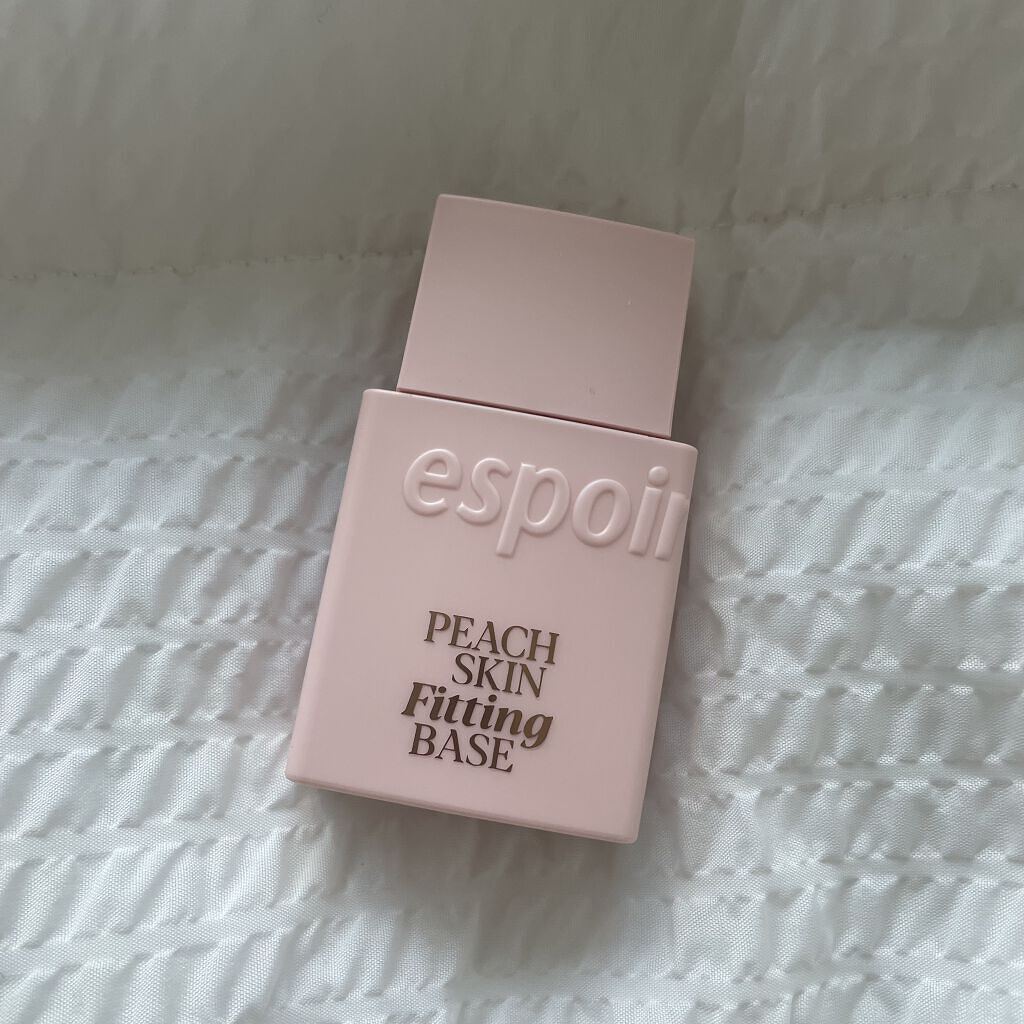 espoir
PEACH
SKIN
Fitting
BASE